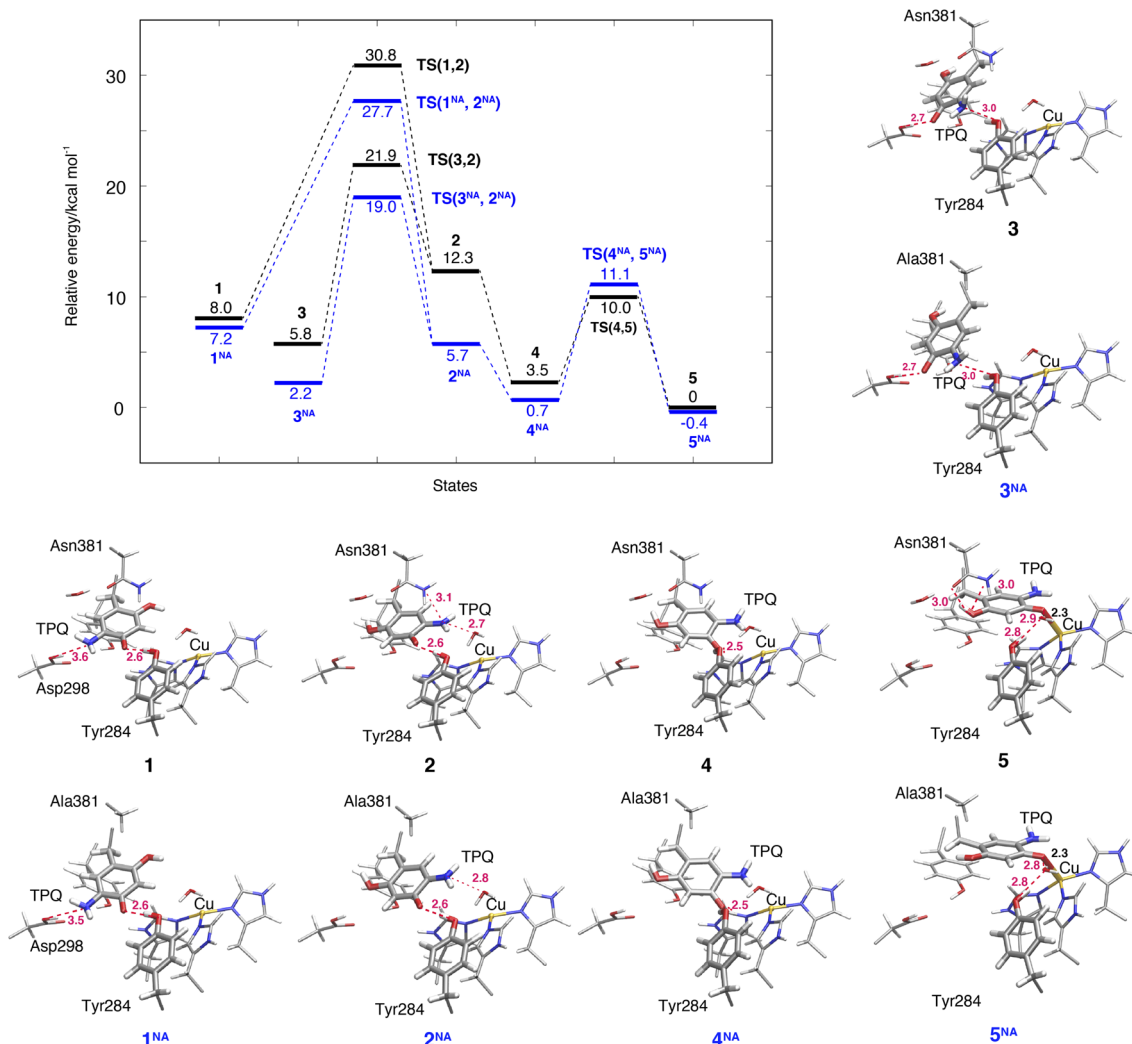 Relative energy/kcal mol⁻¹
30
20
10
0
30.8
TS(1,2)
27.7
TS(1ᴺᴬ, 2ᴺᴬ)
21.9
TS(3,2)
19.0
TS(3ᴺᴬ, 2ᴺᴬ)
1
8.0
7.2
1ᴺᴬ
3
5.8
2.2
3ᴺᴬ
2
12.3
5.7
2ᴺᴬ
4
3.5
0.7
4ᴺᴬ
TS(4ᴺᴬ, 5ᴺᴬ)
11.1
10.0
TS(4,5)
5
0
-0.4
5ᴺᴬ
States
Asn381
2.7
3.0
Cu
TPQ
Tyr284
3
Ala381
2.7
3.0
Cu
TPQ
Tyr284
3ᴺᴬ
Asn381
TPQ
3.6
2.6
Cu
Asp298
Tyr284
1
Asn381
3.1
TPQ
2.7
2.6
Cu
Tyr284
2
Asn381
TPQ
Cu
2.5
Tyr284
4
Asn381
TPQ
3.0
3.0
2.3
2.9
Cu
2.8
Tyr284
5
Ala381
TPQ
3.5
2.6
Cu
Asp298
Tyr284
1ᴺᴬ
Ala381
TPQ
2.8
2.6
Cu
Tyr284
2ᴺᴬ
Ala381
TPQ
Cu
2.5
Tyr284
4ᴺᴬ
Ala381
TPQ
2.3
2.8
Cu
2.8
Tyr284
5ᴺᴬ